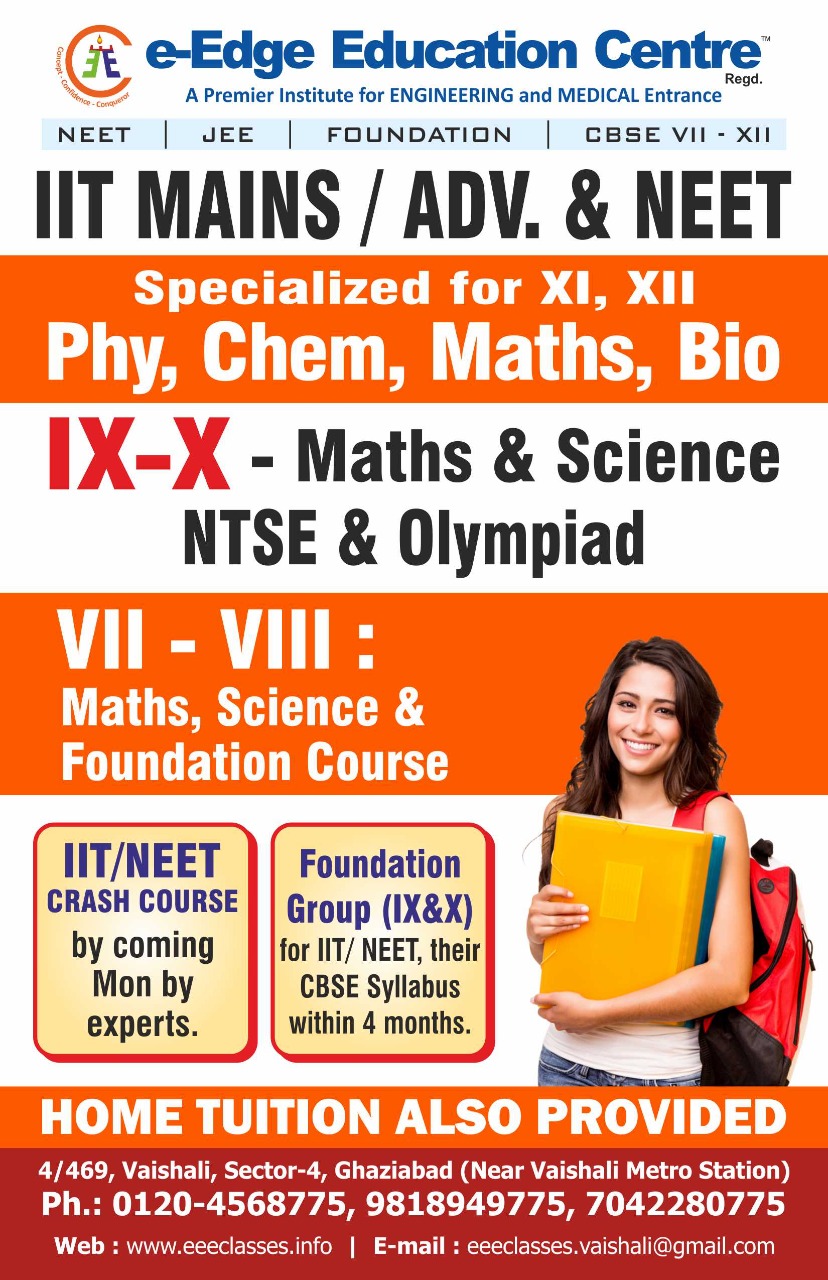 Concept - Confidence - Conqueror
e-Edge Education Centre™
Regd.
A Premier Institute for ENGINEERING and MEDICAL Entrance
NEET | JEE | FOUNDATION | CBSE VII - XII
IIT MAINS / ADV. & NEET
Specialized for XI, XII
Phy, Chem, Maths, Bio
IX-X - Maths & Science
NTSE & Olympiad
VII - VIII :
Maths, Science &
Foundation Course
IIT/NEET
CRASH COURSE
by coming
Mon by
experts.
Foundation
Group (IX&X)
for IIT/ NEET, their
CBSE Syllabus
within 4 months.
HOME TUITION ALSO PROVIDED
4/469, Vaishali, Sector-4, Ghaziabad (Near Vaishali Metro Station)
Ph.: 0120-4568775, 9818949775, 7042280775
Web : www.eeeclasses.info | E-mail : eeeclasses.vaishali@gmail.com